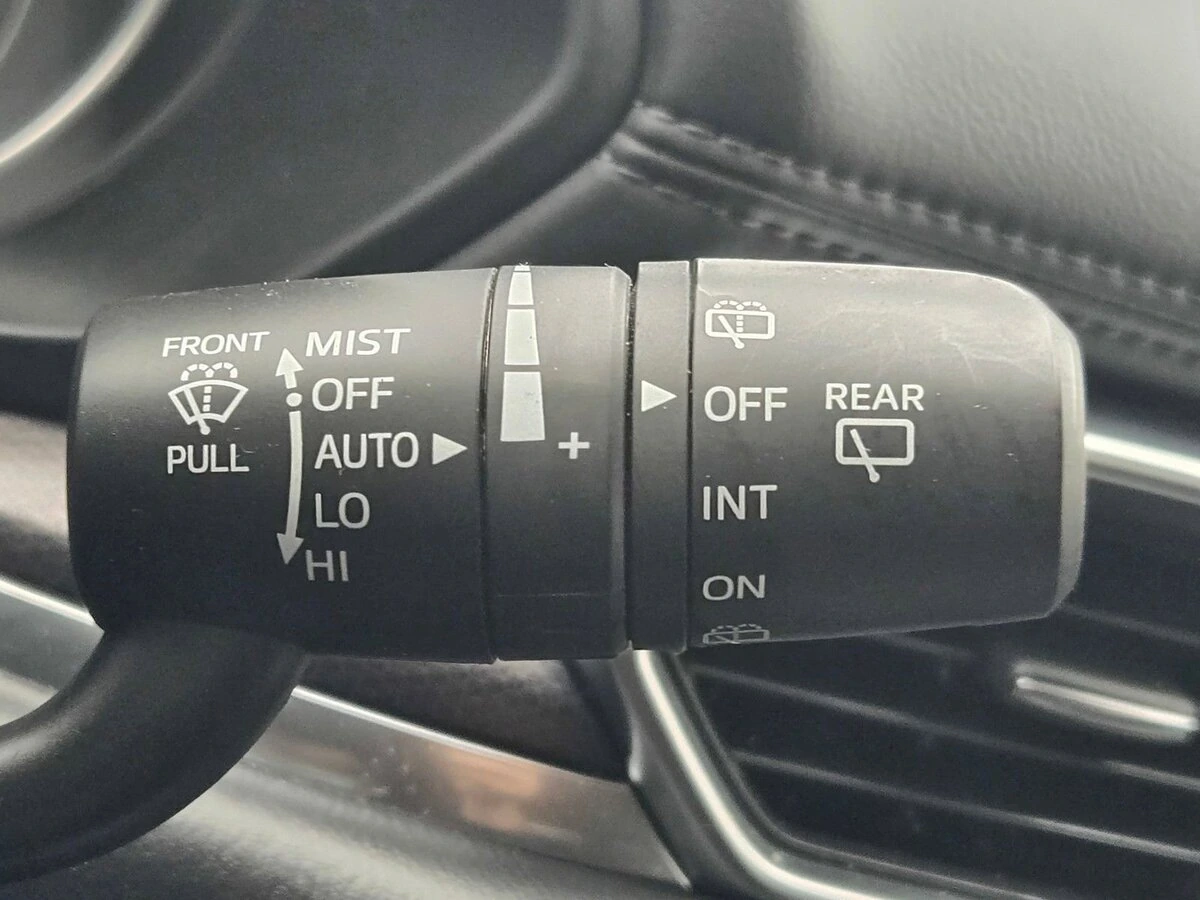 FRONT
PULL
MIST
OFF
AUTO
LO
HI
+
OFF
INT
ON
REAR